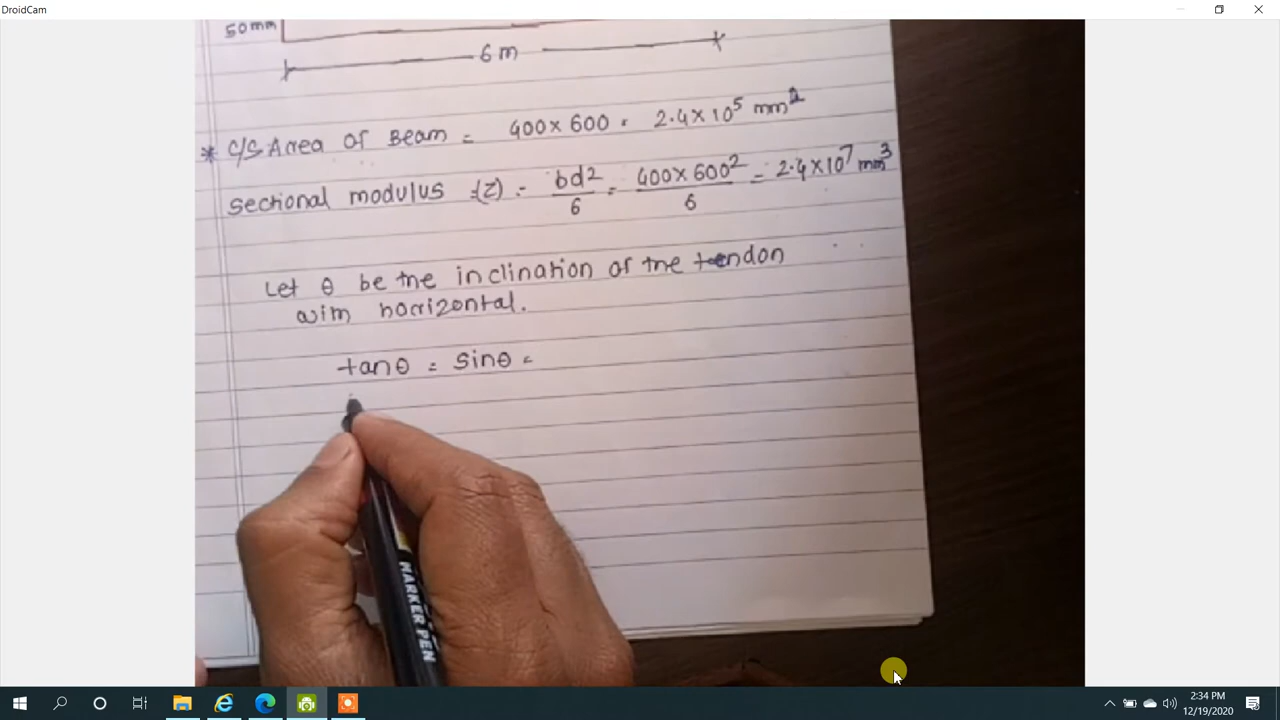 DroidCam
50mm
6 m
* C/S Area of Beam = 400 x 600 = 2.4 x 10⁵ mm²
Sectional modulus :(Z) = bd²/6 = 400 x 600²/6 = 2.4 x 10⁷ mm³
Let θ be the inclination of the tendon
with horizontal.
tanθ = sinθ =
MARKER PEN
2:34 PM
12/19/2020